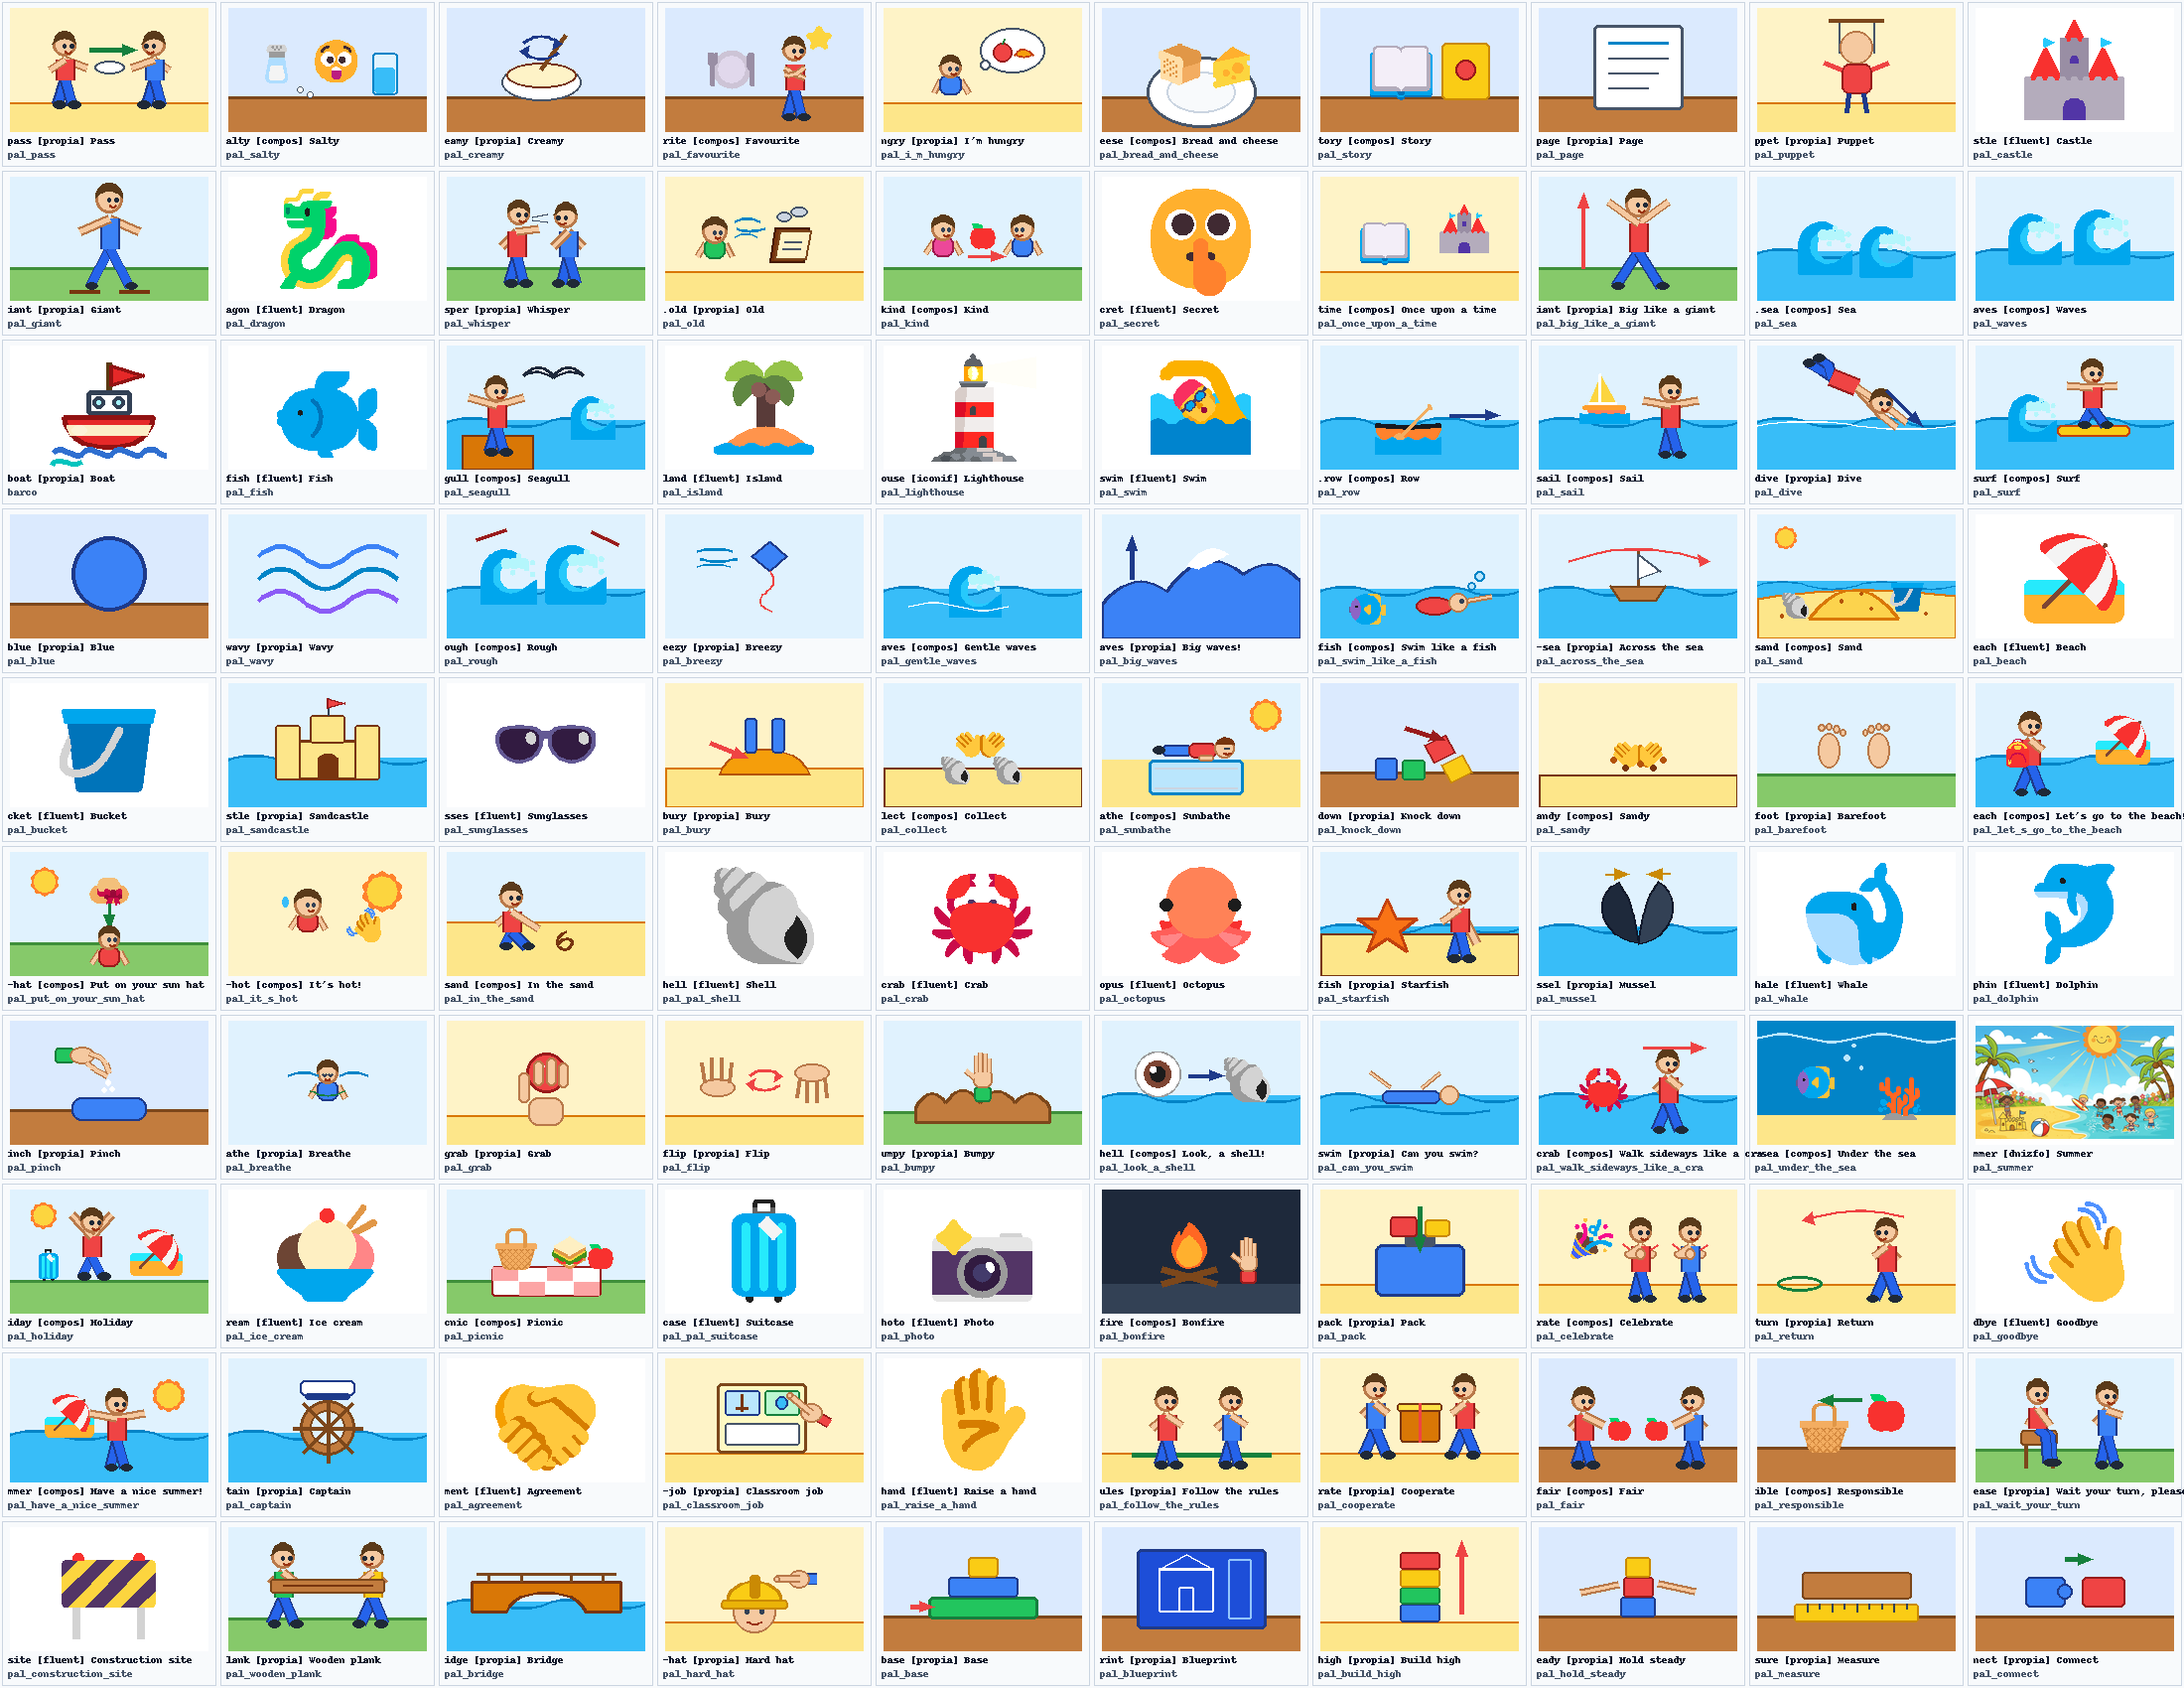 pass [propia] Pass
pal_pass
alty [compos] Salty
pal_salty
eamy [propia] Creamy
pal_creamy
rite [compos] Favourite
pal_favourite
ngry [propia] I'm hungry
pal_i_m_hungry
eese [compos] Bread and cheese
pal_bread_and_cheese
tory [compos] Story
pal_story
page [propia] Page
pal_page
ppet [propia] Puppet
pal_puppet
stle [fluent] Castle
pal_castle
iant [propia] Giant
pal_giant
agon [fluent] Dragon
pal_dragon
sper [propia] Whisper
pal_whisper
.old [propia] Old
pal_old
kind [compos] Kind
pal_kind
cret [fluent] Secret
pal_secret
time [compos] Once upon a time
pal_once_upon_a_time
iant [propia] Big like a giant
pal_big_like_a_giant
.sea [compos] Sea
pal_sea
aves [compos] Waves
pal_waves
boat [propia] Boat
barco
fish [fluent] Fish
pal_fish
gull [compos] Seagull
pal_seagull
land [fluent] Island
pal_island
ouse [iconif] Lighthouse
pal_lighthouse
swim [fluent] Swim
pal_swim
.row [compos] Row
pal_row
sail [compos] Sail
pal_sail
dive [propia] Dive
pal_dive
surf [compos] Surf
pal_surf
blue [propia] Blue
pal_blue
wavy [propia] Wavy
pal_wavy
ough [compos] Rough
pal_rough
eezy [propia] Breezy
pal_breezy
aves [compos] Gentle waves
pal_gentle_waves
aves [propia] Big waves!
pal_big_waves
fish [compos] Swim like a fish
pal_swim_like_a_fish
-sea [propia] Across the sea
pal_across_the_sea
sand [compos] Sand
pal_sand
each [fluent] Beach
pal_beach
cket [fluent] Bucket
pal_bucket
stle [propia] Sandcastle
pal_sandcastle
sses [fluent] Sunglasses
pal_sunglasses
bury [propia] Bury
pal_bury
lect [compos] Collect
pal_collect
athe [compos] Sunbathe
pal_sunbathe
down [propia] Knock down
pal_knock_down
andy [compos] Sandy
pal_sandy
foot [propia] Barefoot
pal_barefoot
each [compos] Let's go to the beach!
pal_let_s_go_to_the_beach
-hat [compos] Put on your sun hat
pal_put_on_your_sun_hat
-hot [compos] It's hot!
pal_it_s_hot
sand [compos] In the sand
pal_in_the_sand
hell [fluent] Shell
pal_pal_shell
crab [fluent] Crab
pal_crab
opus [fluent] Octopus
pal_octopus
fish [propia] Starfish
pal_starfish
ssel [propia] Mussel
pal_mussel
hale [fluent] Whale
pal_whale
phin [fluent] Dolphin
pal_dolphin
inch [propia] Pinch
pal_pinch
athe [propia] Breathe
pal_breathe
grab [propia] Grab
pal_grab
flip [propia] Flip
pal_flip
umpy [propia] Bumpy
pal_bumpy
hell [compos] Look, a shell!
pal_look_a_shell
swim [propia] Can you swim?
pal_can_you_swim
crab [compos] Walk sideways like a cra
pal_walk_sideways_like_a_cra
sea [compos] Under the sea
pal_under_the_sea
mmer [dnizfo] Summer
pal_summer
iday [compos] Holiday
pal_holiday
ream [fluent] Ice cream
pal_ice_cream
cnic [compos] Picnic
pal_picnic
case [fluent] Suitcase
pal_pal_suitcase
hoto [fluent] Photo
pal_photo
fire [compos] Bonfire
pal_bonfire
pack [propia] Pack
pal_pack
rate [compos] Celebrate
pal_celebrate
turn [propia] Return
pal_return
dbye [fluent] Goodbye
pal_goodbye
mmer [compos] Have a nice summer!
pal_have_a_nice_summer
tain [propia] Captain
pal_captain
ment [fluent] Agreement
pal_agreement
-job [propia] Classroom job
pal_classroom_job
hand [fluent] Raise a hand
pal_raise_a_hand
ules [propia] Follow the rules
pal_follow_the_rules
rate [propia] Cooperate
pal_cooperate
fair [compos] Fair
pal_fair
ible [compos] Responsible
pal_responsible
ease [propia] Wait your turn, please
pal_wait_your_turn
site [fluent] Construction site
pal_construction_site
lank [propia] Wooden plank
pal_wooden_plank
idge [propia] Bridge
pal_bridge
-hat [propia] Hard hat
pal_hard_hat
base [propia] Base
pal_base
rint [propia] Blueprint
pal_blueprint
high [propia] Build high
pal_build_high
eady [propia] Hold steady
pal_hold_steady
sure [propia] Measure
pal_measure
nect [propia] Connect
pal_connect